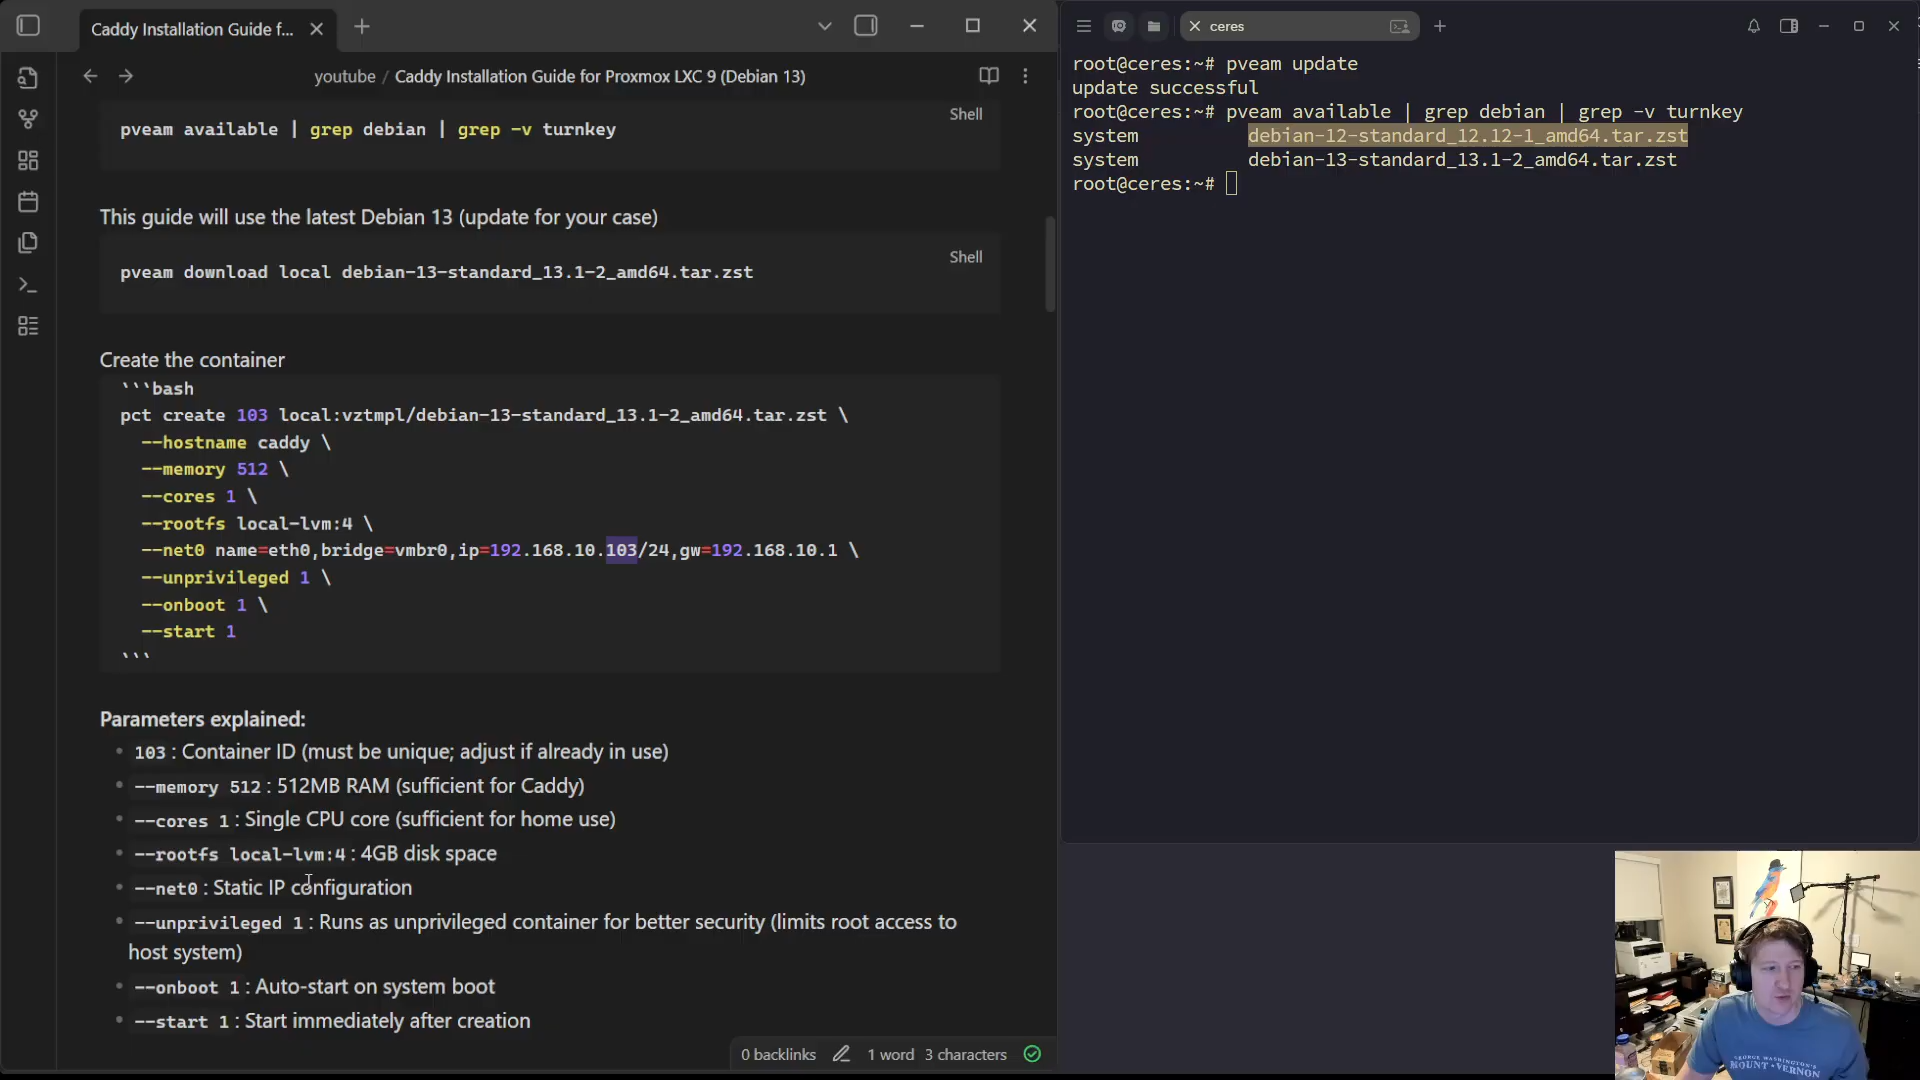 Caddy Installation Guide f...
youtube / Caddy Installation Guide for Proxmox LXC 9 (Debian 13)
Shell
pveam available | grep debian | grep -v turnkey
This guide will use the latest Debian 13 (update for your case)
Shell
pveam download local debian-13-standard_13.1-2_amd64.tar.zst
Create the container
```bash
pct create 103 local:vztmpl/debian-13-standard_13.1-2_amd64.tar.zst \
--hostname caddy \
--memory 512 \
--cores 1 \
--rootfs local-lvm:4 \
--net0 name=eth0,bridge=vmbr0,ip=192.168.10.103/24,gw=192.168.10.1 \
--unprivileged 1 \
--onboot 1 \
--start 1
```
Parameters explained:
• 103 : Container ID (must be unique; adjust if already in use)
• --memory 512 : 512MB RAM (sufficient for Caddy)
• --cores 1 : Single CPU core (sufficient for home use)
• --rootfs local-lvm:4 : 4GB disk space
• --net0 : Static IP configuration
• --unprivileged 1 : Runs as unprivileged container for better security (limits root access to
host system)
• --onboot 1 : Auto-start on system boot
• --start 1 : Start immediately after creation
0 backlinks 1 word 3 characters
ceres
root@ceres:~# pveam update
update successful
root@ceres:~# pveam available | grep debian | grep -v turnkey
system debian-12-standard_12.12-1_amd64.tar.zst
system debian-13-standard_13.1-2_amd64.tar.zst
root@ceres:~#
GEORGE WASHINGTON'S
MOUNT VERNON